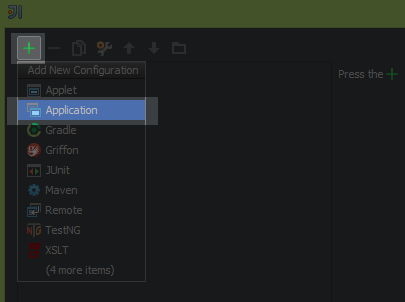 Add New Configuration
Press the
Applet
Application
Gradle
Griffon
JUnit
Maven
Remote
TestNG
XSLT
(4 more items)